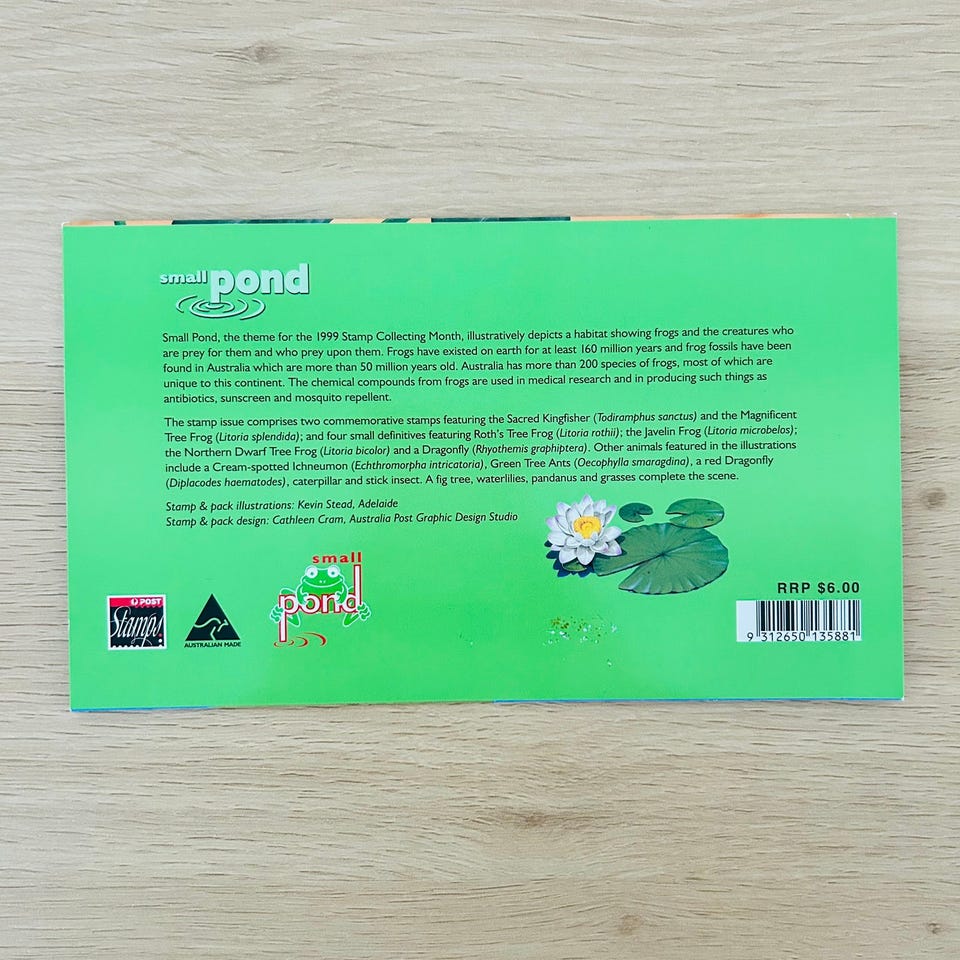 small pond
Small Pond, the theme for the 1999 Stamp Collecting Month, illustratively depicts a habitat showing frogs and the creatures who
are prey for them and who prey upon them. Frogs have existed on earth for at least 160 million years and frog fossils have been
found in Australia which are more than 50 million years old. Australia has more than 200 species of frogs, most of which are
unique to this continent. The chemical compounds from frogs are used in medical research and in producing such things as
antibiotics, sunscreen and mosquito repellent.
The stamp issue comprises two commemorative stamps featuring the Sacred Kingfisher (Todiramphus sanctus) and the Magnificent
Tree Frog (Litoria splendida); and four small definitives featuring Roth's Tree Frog (Litoria rothii); the Javelin Frog (Litoria microbelos);
the Northern Dwarf Tree Frog (Litoria bicolor) and a Dragonfly (Rhyothemis graphiptera). Other animals featured in the illustrations
include a Cream-spotted Ichneumon (Echthromorpha intricatoria), Green Tree Ants (Oecophylla smaragdina), a red Dragonfly
(Diplacodes haematodes), caterpillar and stick insect. A fig tree, waterlilies, pandanus and grasses complete the scene.
Stamp & pack illustrations: Kevin Stead, Adelaide
Stamp & pack design: Cathleen Cram, Australia Post Graphic Design Studio
small
pond
RRP $6.00
POST
Stamps!
AUSTRALIAN MADE
9 312650 135881